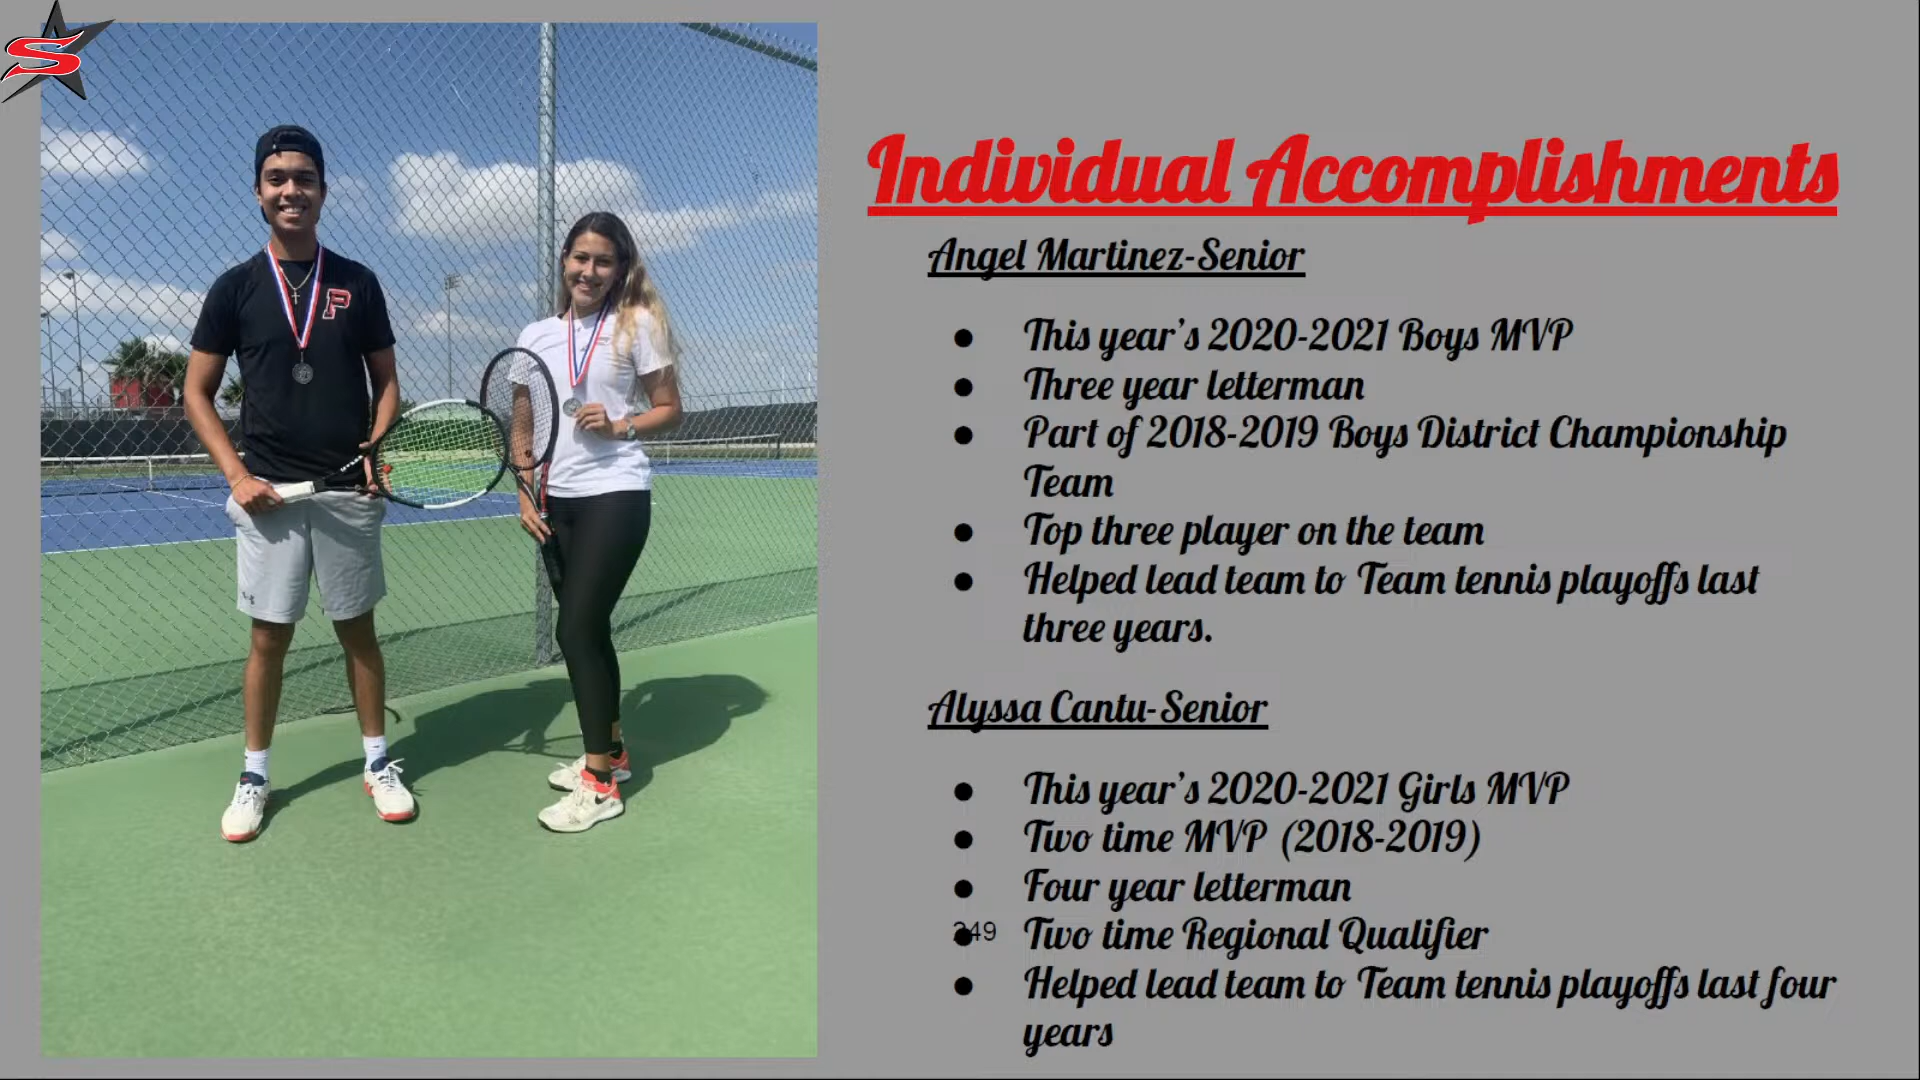 S
Individual Accomplishments
Angel Martinez-Senior
● This year's 2020-2021 Boys MVP
● Three year letterman
● Part of 2018-2019 Boys District Championship
Team
● Top three player on the team
● Helped lead team to Team tennis playoffs last
three years.
P
Alyssa Cantu-Senior
● This year's 2020-2021 Girls MVP
● Two time MVP (2018-2019)
● Four year letterman
● Two time Regional Qualifier
249
● Helped lead team to Team tennis playoffs last four
years